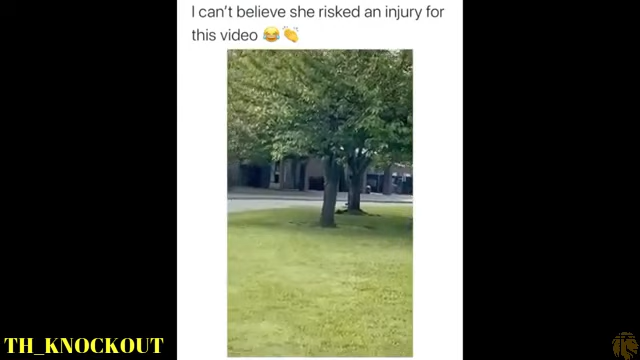 I can't believe she risked an injury for
this video 😂👏
TH_KNOCKOUT